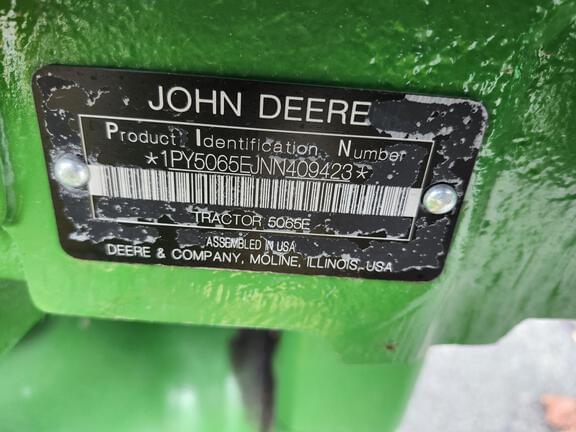 JOHN DEERE
Product Identification Number
*1PY5065EJNN409423*
TRACTOR 5065E
ASSEMBLED IN USA
DEERE & COMPANY, MOLINE, ILLINOIS, USA